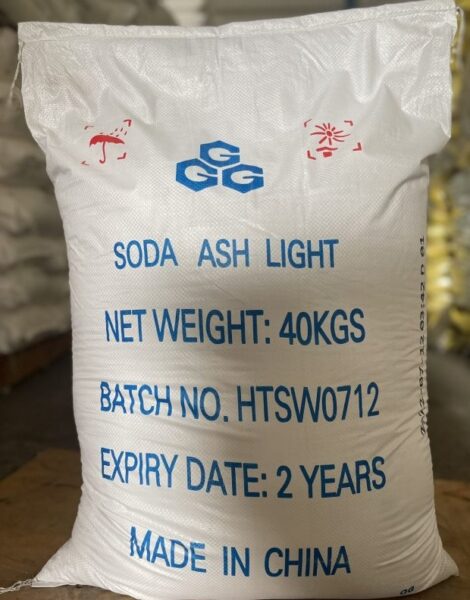 G
G G
SODA ASH LIGHT
NET WEIGHT: 40KGS
BATCH NO. HTSW0712
EXPIRY DATE: 2 YEARS
MADE IN CHINA